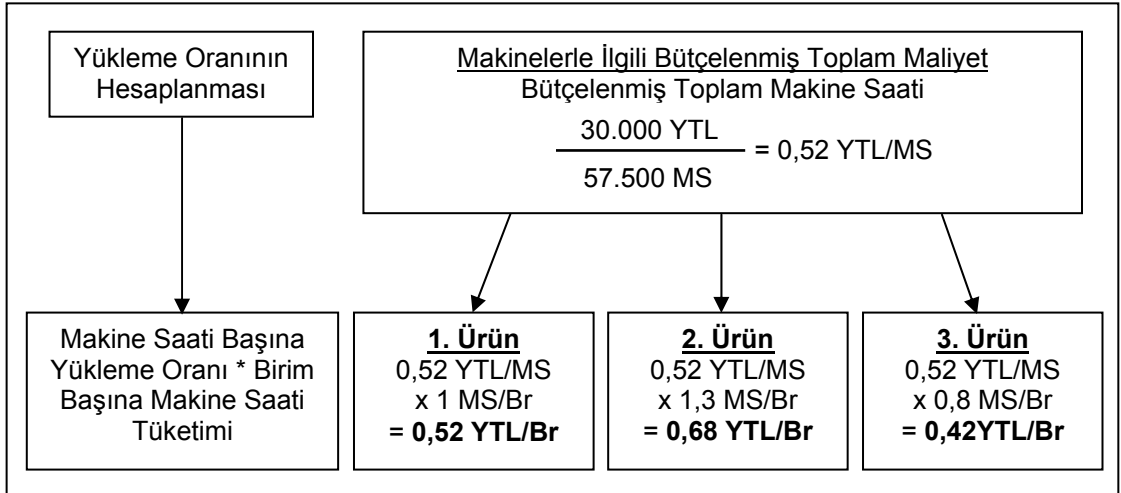 Yükleme Oranının
Hesaplanması
Makinelerle İlgili Bütçelenmiş Toplam Maliyet
Bütçelenmiş Toplam Makine Saati
30.000 YTL
= 0,52 YTL/MS
57.500 MS
Makine Saati Başına
Yükleme Oranı * Birim
Başına Makine Saati
Tüketimi
1. Ürün
0,52 YTL/MS
x 1 MS/Br
= 0,52 YTL/Br
2. Ürün
0,52 YTL/MS
x 1,3 MS/Br
= 0,68 YTL/Br
3. Ürün
0,52 YTL/MS
x 0,8 MS/Br
= 0,42YTL/Br